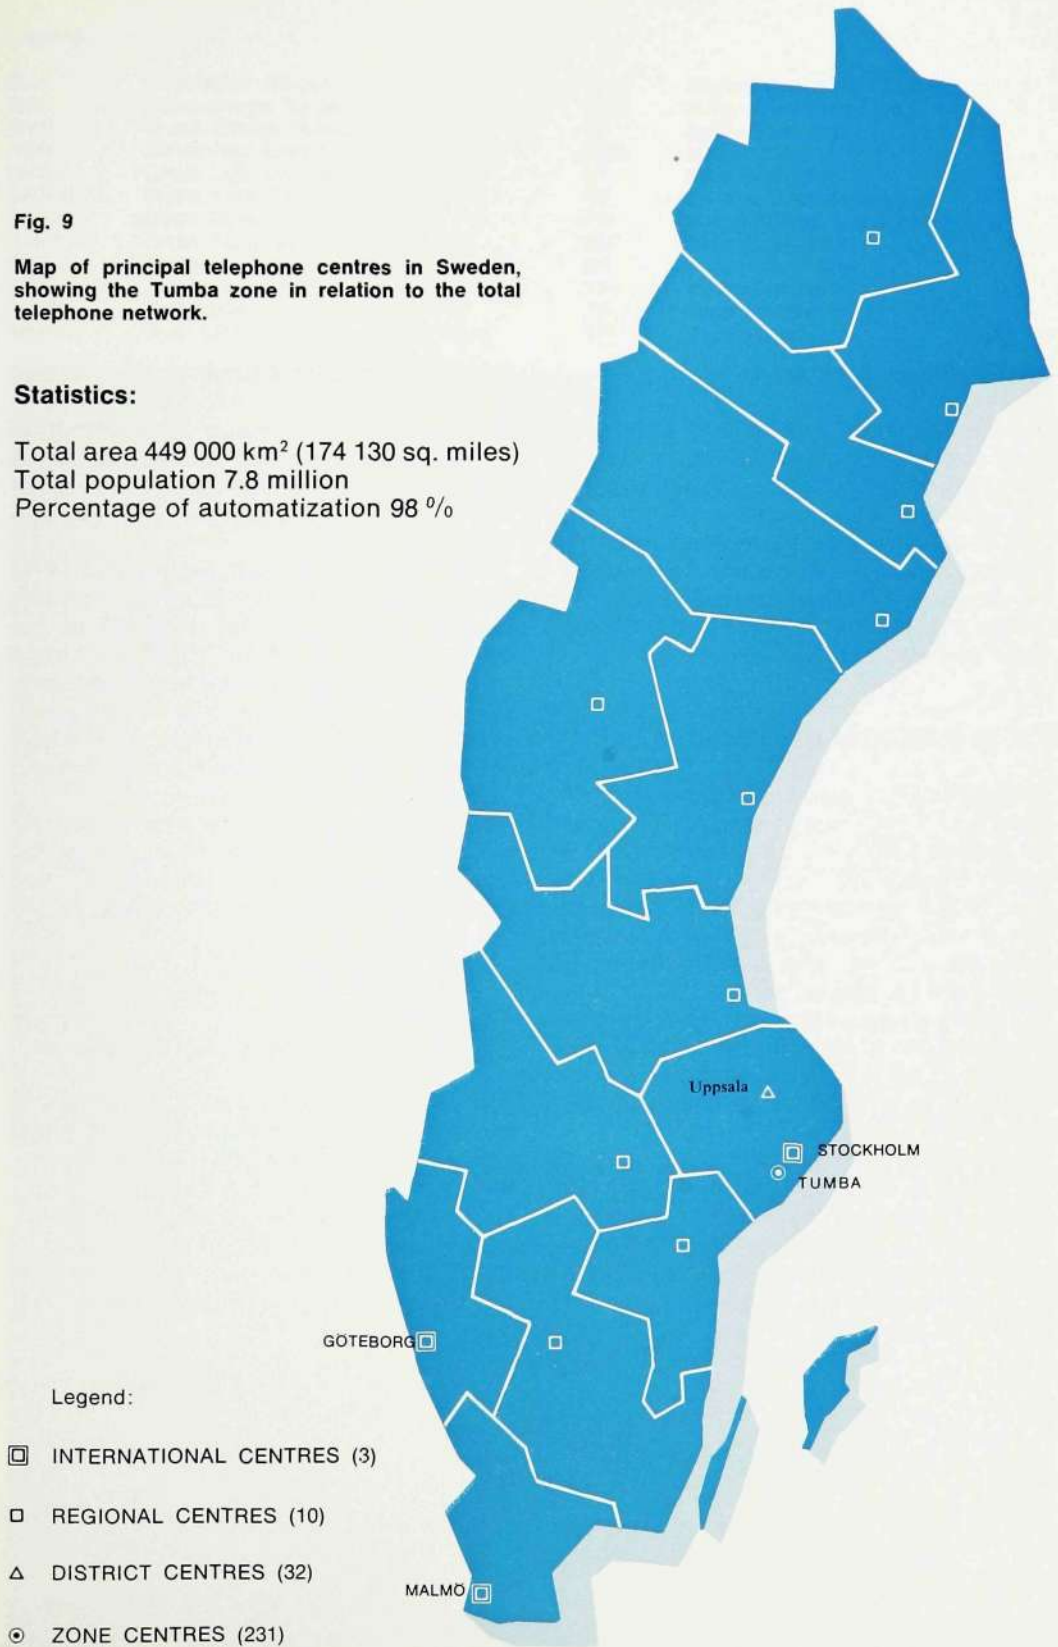 Fig. 9
Map of principal telephone centres in Sweden,
showing the Tumba zone in relation to the total
telephone network.
Statistics:
Total area 449 000 km² (174 130 sq. miles)
Total population 7.8 million
Percentage of automatization 98 %
Uppsala
STOCKHOLM
TUMBA
GÖTEBORG
Legend:
INTERNATIONAL CENTRES (3)
REGIONAL CENTRES (10)
DISTRICT CENTRES (32)
MALMÖ
ZONE CENTRES (231)